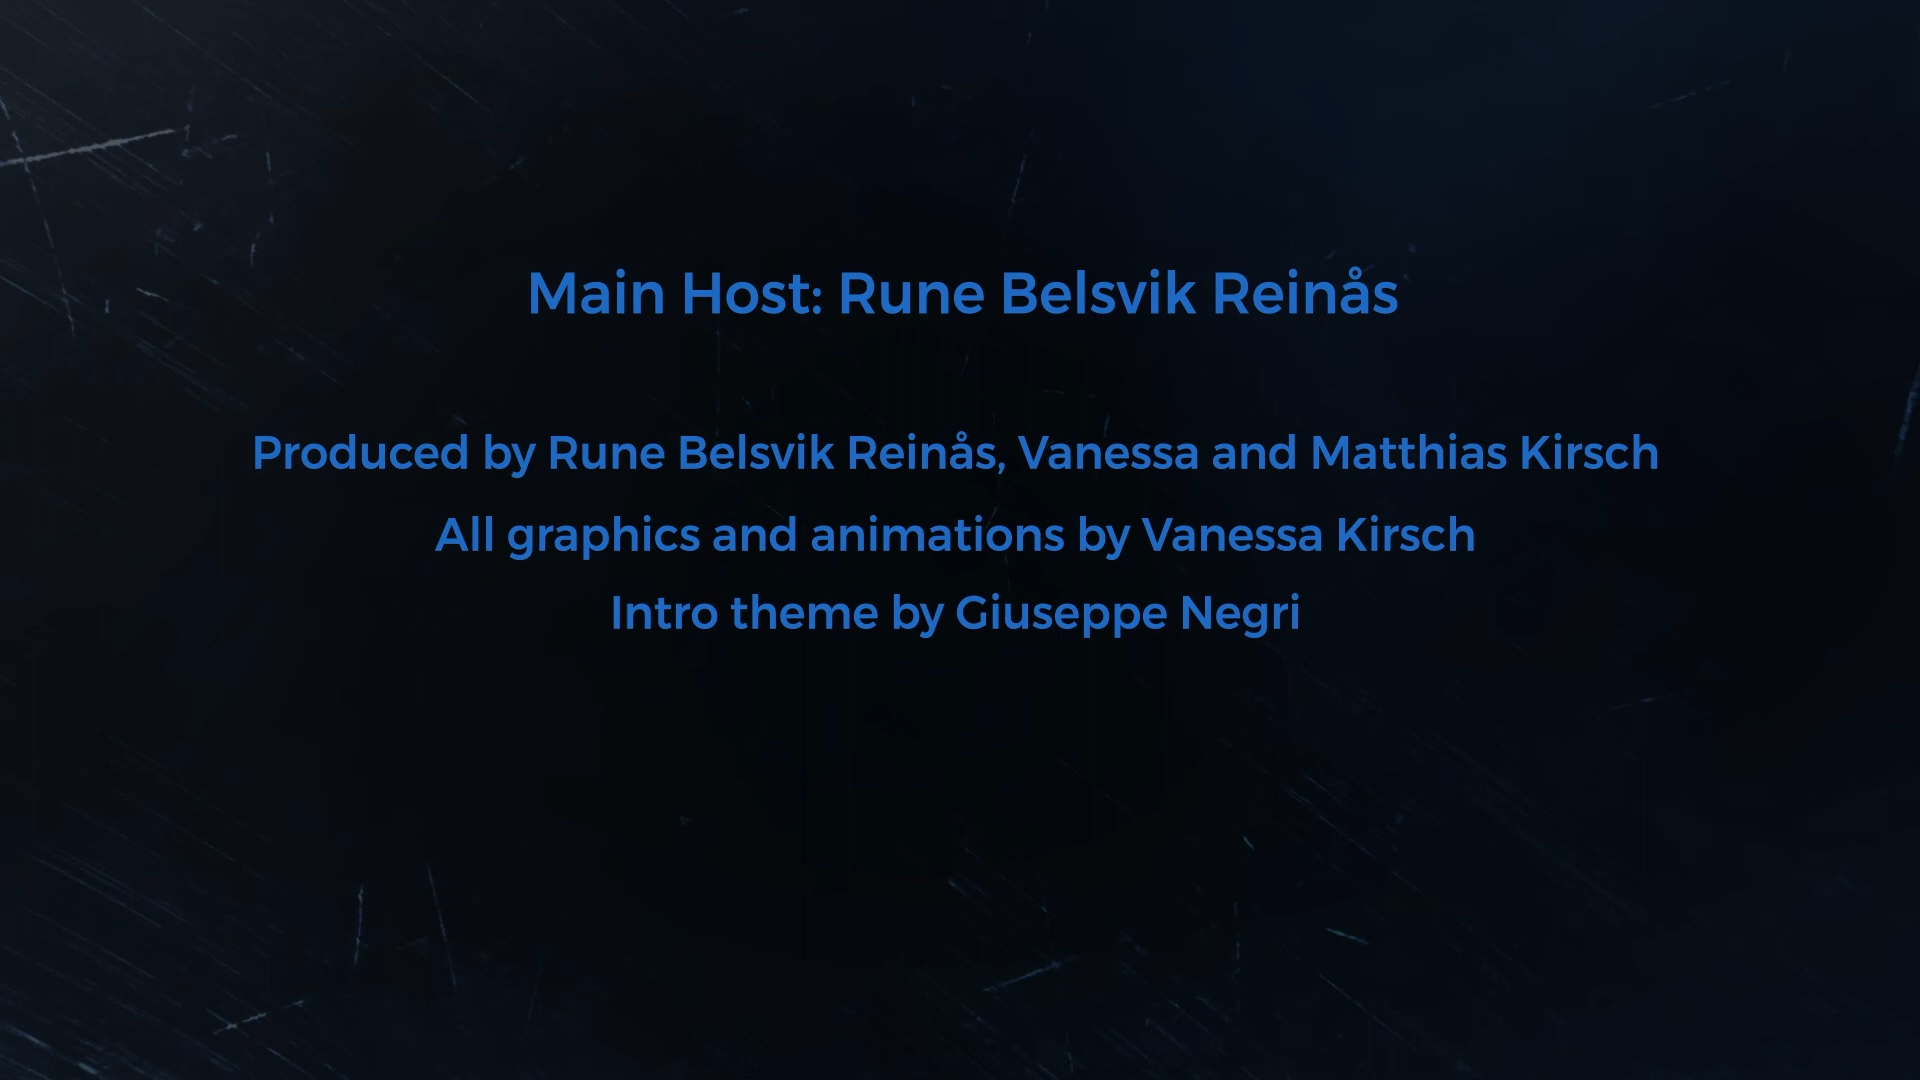 Main Host: Rune Belsvik Reinås
Produced by Rune Belsvik Reinås, Vanessa and Matthias Kirsch
All graphics and animations by Vanessa Kirsch
Intro theme by Giuseppe Negri